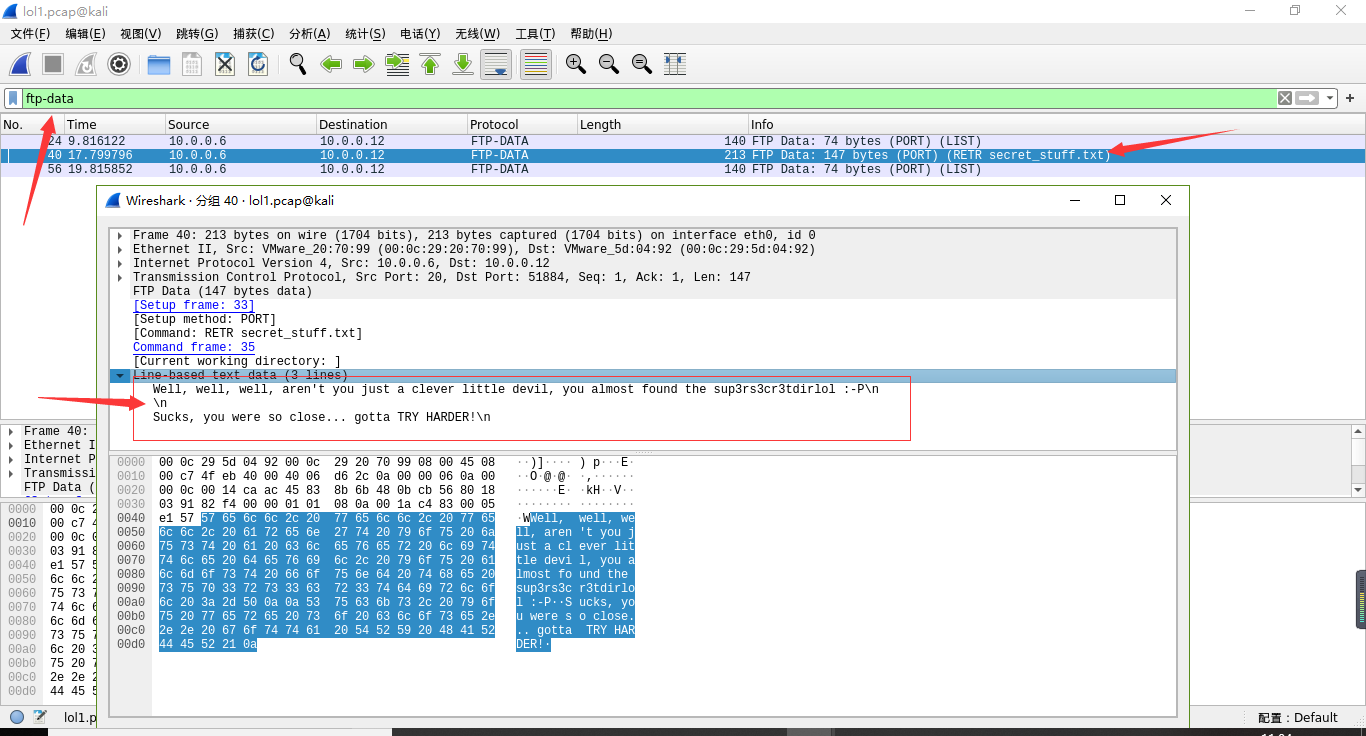 lol1.pcap@kali
文件(F) 编辑(E) 视图(V) 跳转(G) 捕获(C) 分析(A) 统计(S) 电话(Y) 无线(W) 工具(T) 帮助(H)
ftp-data
No. Time Source Destination Protocol Length Info
24 9.816122 10.0.0.6 10.0.0.12 FTP-DATA 140 FTP Data: 74 bytes (PORT) (LIST)
40 17.799796 10.0.0.6 10.0.0.12 FTP-DATA 213 FTP Data: 147 bytes (PORT) (RETR secret_stuff.txt)
56 19.815852 10.0.0.6 10.0.0.12 FTP-DATA 140 FTP Data: 74 bytes (PORT) (LIST)
Wireshark · 分组 40 · lol1.pcap@kali
Frame 40: 213 bytes on wire (1704 bits), 213 bytes captured (1704 bits) on interface eth0, id 0
Ethernet II, Src: VMware_20:70:99 (00:0c:29:20:70:99), Dst: VMware_5d:04:92 (00:0c:29:5d:04:92)
Internet Protocol Version 4, Src: 10.0.0.6, Dst: 10.0.0.12
Transmission Control Protocol, Src Port: 20, Dst Port: 51884, Seq: 1, Ack: 1, Len: 147
FTP Data (147 bytes data)
[Setup frame: 33]
[Setup method: PORT]
[Command: RETR secret_stuff.txt]
Command frame: 35
[Current working directory: ]
Line-based text data (3 lines)
Well, well, well, aren't you just a clever little devil, you almost found the sup3rs3cr3tdirlol :-P\n
\n
Sucks, you were so close... gotta TRY HARDER!\n
0000 00 0c 29 5d 04 92 00 0c 29 20 70 99 08 00 45 08 ··)]····) p···E·
0010 00 c7 4f eb 40 00 40 06 d6 2c 0a 00 00 06 0a 00 ··O·@·@··,······
0020 00 0c 00 14 ca ac 45 83 8b 6b 48 0b cb 56 80 18 ······E··kH··V··
0030 03 91 82 f4 00 00 01 01 08 0a 00 1a c4 83 00 05 ················
0040 e1 57 57 65 6c 6c 2c 20 77 65 6c 6c 2c 20 77 65 ·WWell, well, we
0050 6c 6c 2c 20 61 72 65 6e 27 74 20 79 6f 75 20 6a ll, aren 't you j
0060 75 73 74 20 61 20 63 6c 65 76 65 72 20 6c 69 74 ust a cl ever lit
0070 74 6c 65 20 64 65 76 69 6c 2c 20 79 6f 75 20 61 tle devi l, you a
0080 6c 6d 6f 73 74 20 66 6f 75 6e 64 20 74 68 65 20 lmost fo und the
0090 73 75 70 33 72 73 33 63 72 33 74 64 69 72 6c 6f sup3rs3c r3tdirlo
00a0 6c 20 3a 2d 50 0a 0a 53 75 63 6b 73 2c 20 79 6f l :-P··S ucks, yo
00b0 75 20 77 65 72 65 20 73 6f 20 63 6c 6f 73 65 2e u were s o close.
00c0 2e 2e 20 67 6f 74 74 61 20 54 52 59 20 48 41 52 .. gotta TRY HAR
00d0 44 45 52 21 0a DER!·
Frame 40:
Ethernet I
Internet P
Transmissi
FTP Data (
0000 00 0c 2
0010 00 c7 4
0020 00 0c 0
0030 03 91 8
0040 e1 57 5
0050 6c 6c 2
0060 75 73 7
0070 74 6c 6
0080 6c 6d 6
0090 73 75 7
00a0 6c 20 3
00b0 75 20 7
00c0 2e 2e 2
00d0 44 45 5
lol1.p
配置：Default